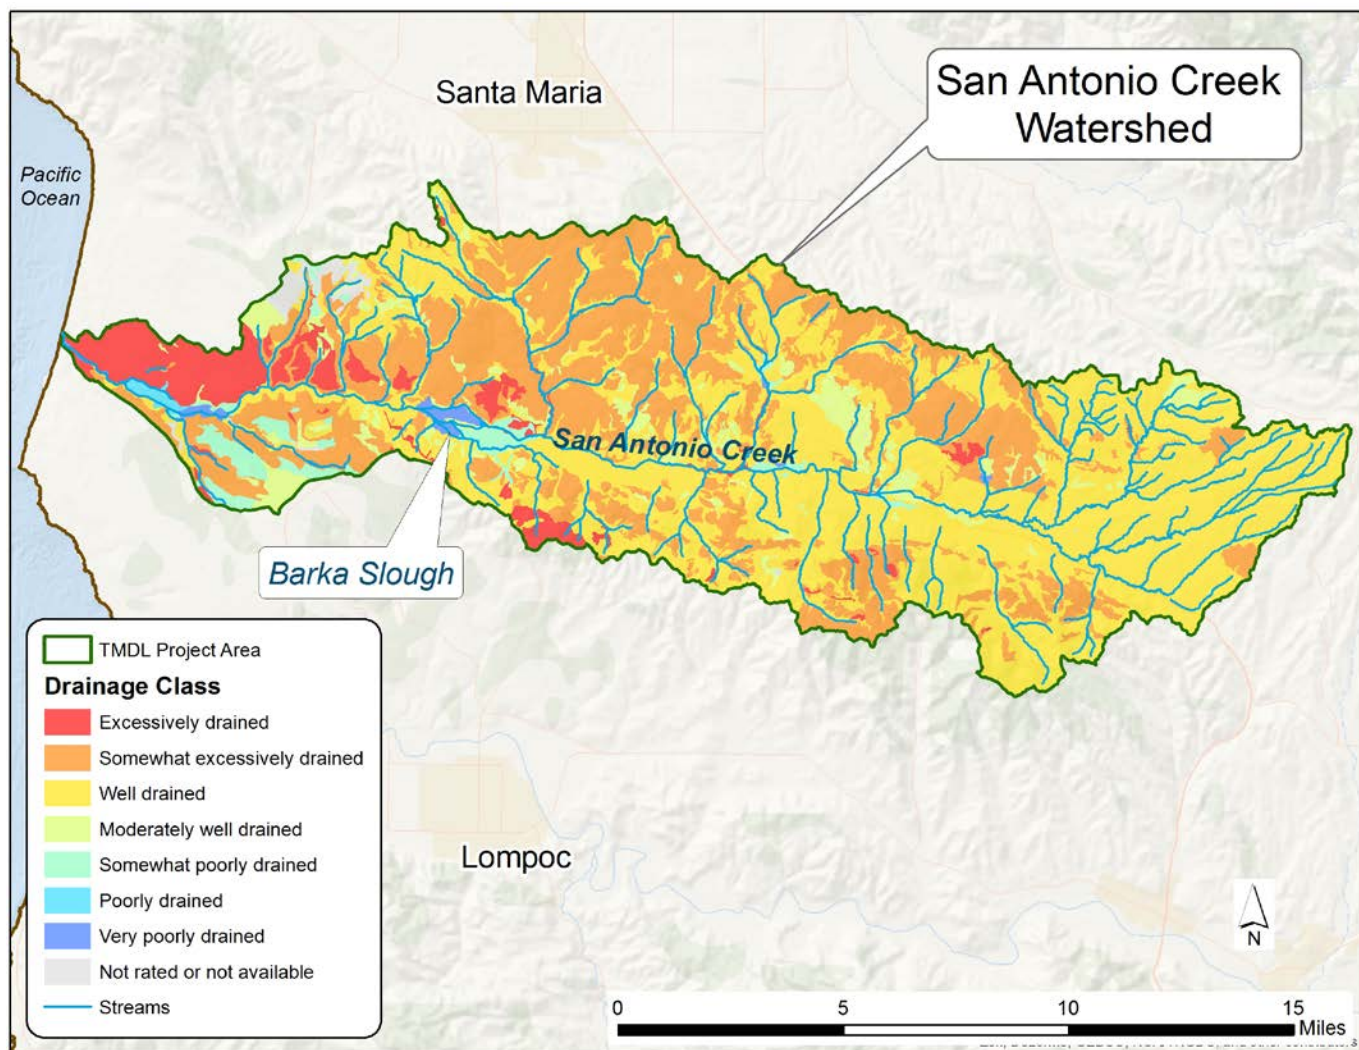 Santa Maria
San Antonio Creek
Watershed
Pacific
Ocean
San Antonio Creek
Barka Slough
TMDL Project Area
Drainage Class
Excessively drained
Somewhat excessively drained
Well drained
Moderately well drained
Somewhat poorly drained
Poorly drained
Very poorly drained
Not rated or not available
Streams
Lompoc
N
0 5 10 15
Miles